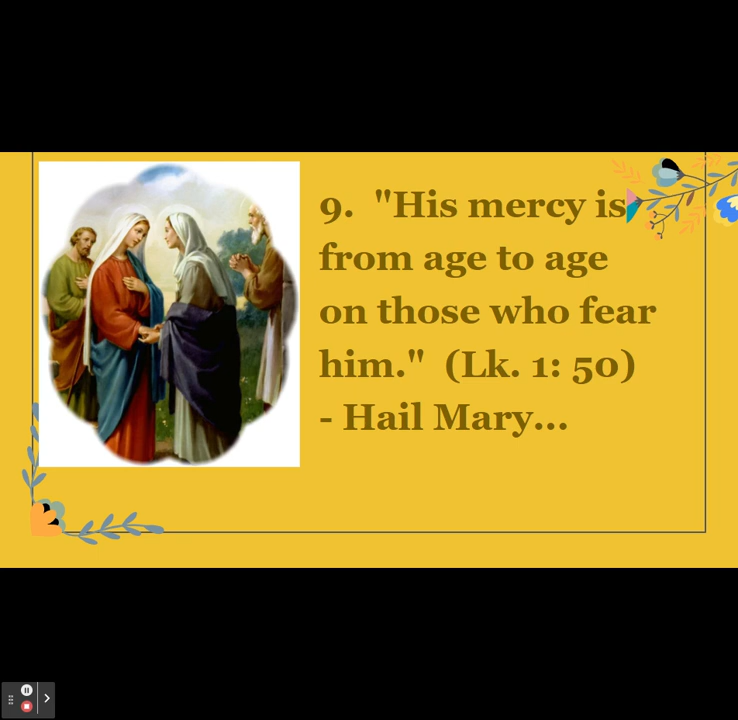 9.  "His mercy is
from age to age
on those who fear
him."  (Lk. 1: 50)
- Hail Mary...